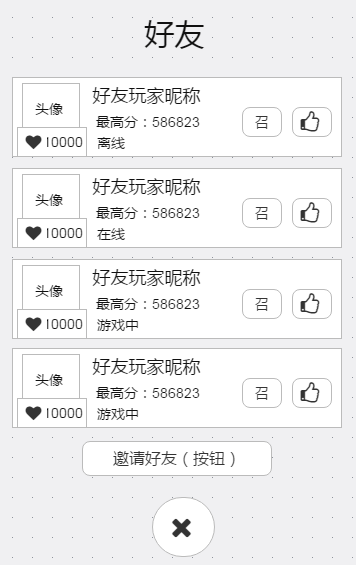 好友
头像
好友玩家昵称
最高分：586823
10000
离线
召
头像
好友玩家昵称
最高分：586823
10000
在线
召
头像
好友玩家昵称
最高分：586823
10000
游戏中
召
头像
好友玩家昵称
最高分：586823
10000
游戏中
召
邀请好友（按钮）